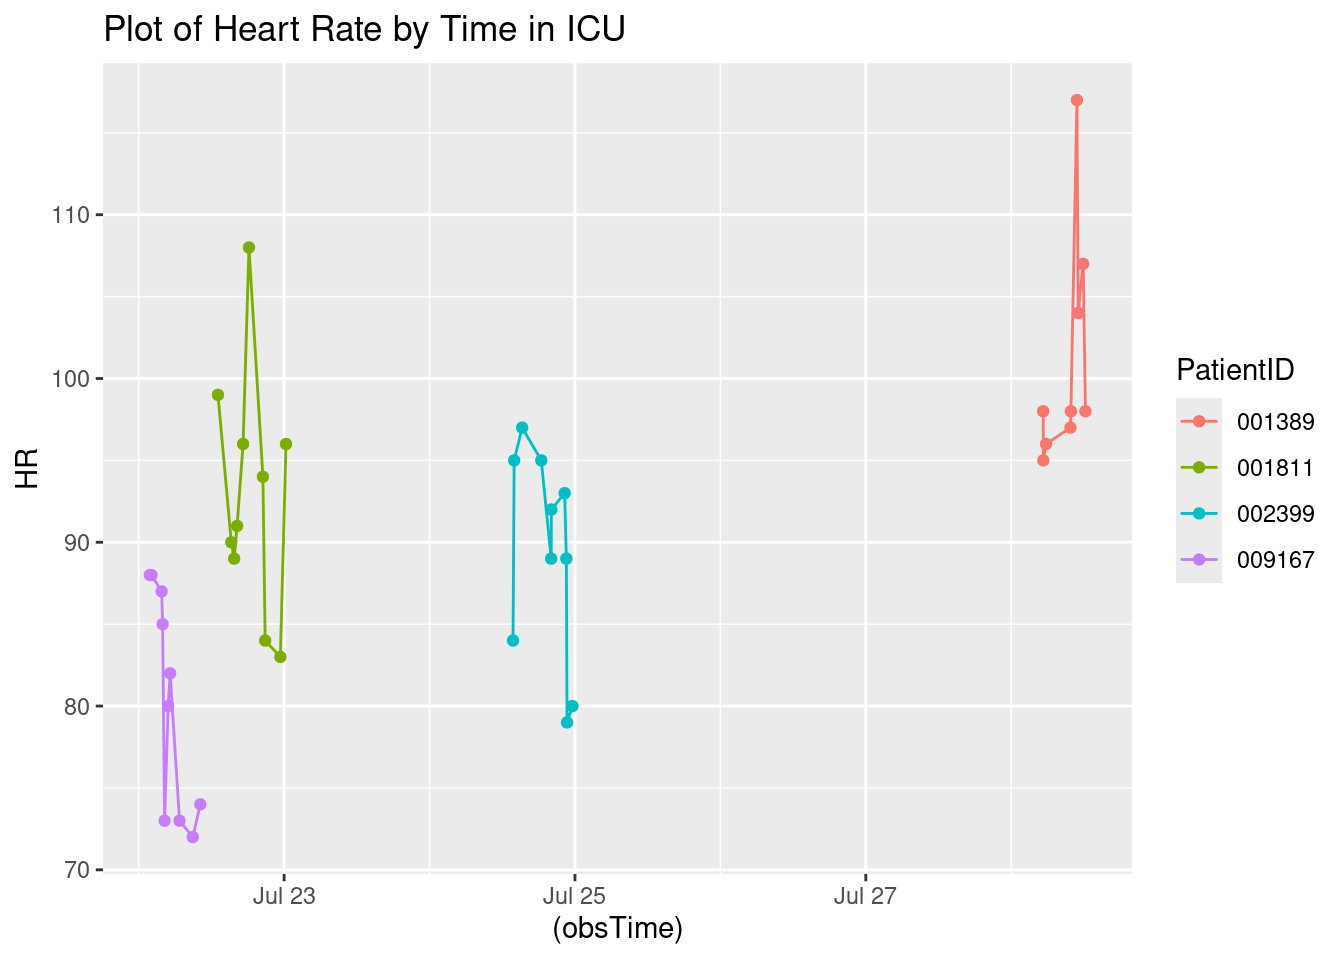 Plot of Heart Rate by Time in ICU
HR
110
100
90
80
70
Jul 23
Jul 25
Jul 27
(obsTime)
PatientID
001389
001811
002399
009167